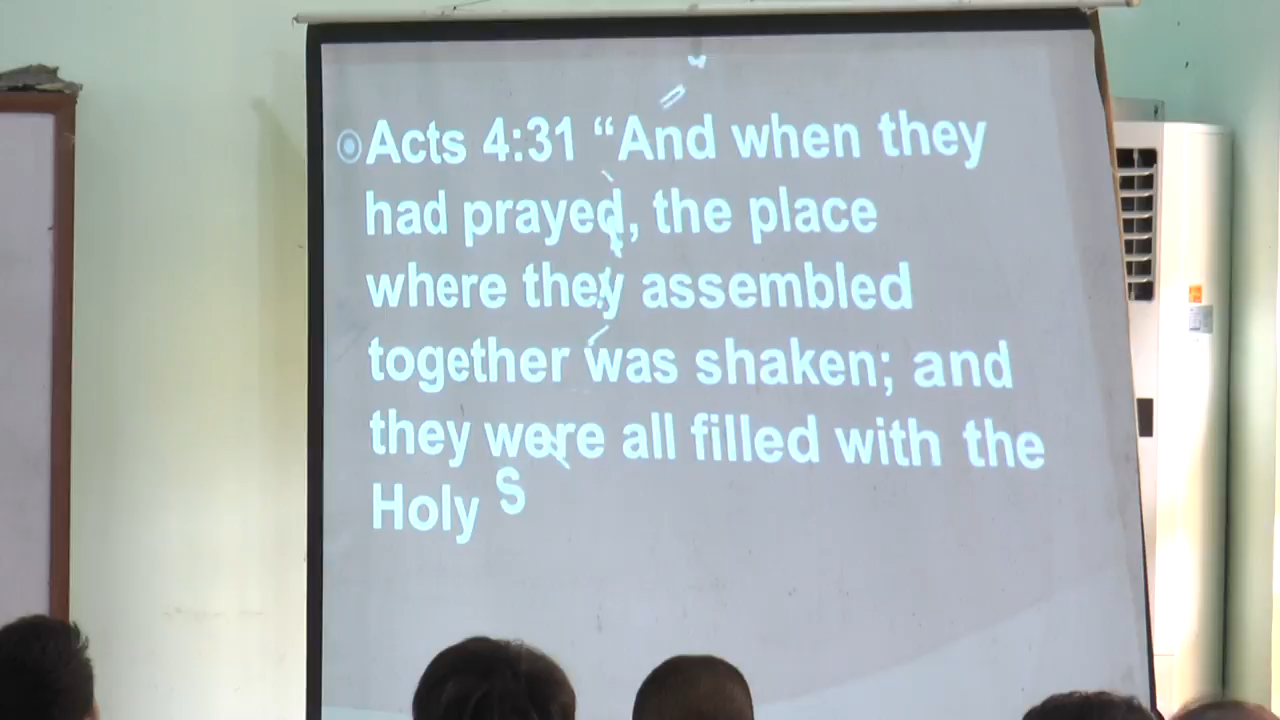 Acts 4:31 “And when they
had prayed, the place
where they assembled
together was shaken; and
they were all filled with the
Holy S